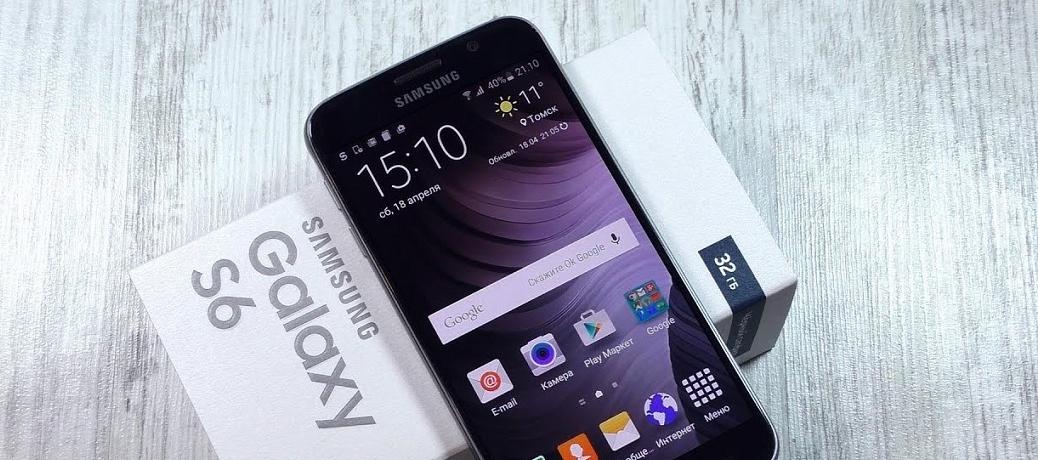 SAMSUNG
40% 21:10
15:10
сб, 18 апреля
11°
Томск
Обновл. 18.04 21:05
Google
Скажите Ok Google
E-mail
Камера
Play Маркет
Google
Интернет
Меню
SAMSUNG
Galaxy
S6
32 ГБ